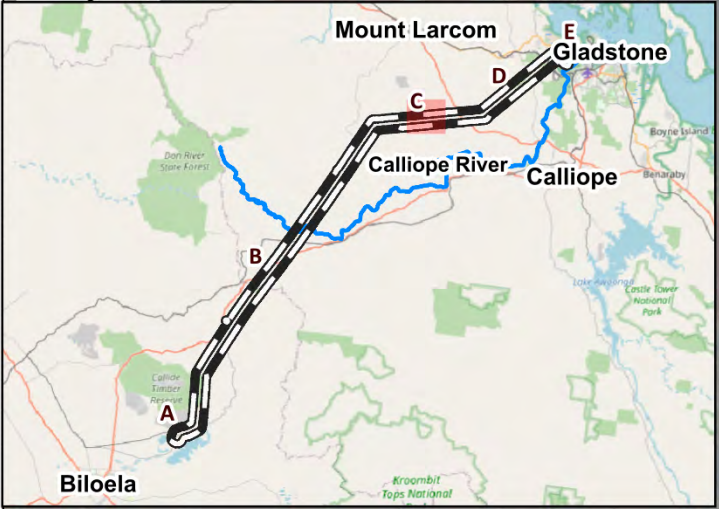 E
Mount Larcom
Gladstone
D
C
Boyne Island
Don River
State Forest
Calliope River
Calliope
Benaraby
B
Lake Awoonga
Castle Tower
National
Park
Callide
Timber
Reserve
A
Biloela
Kroombit
Tops National